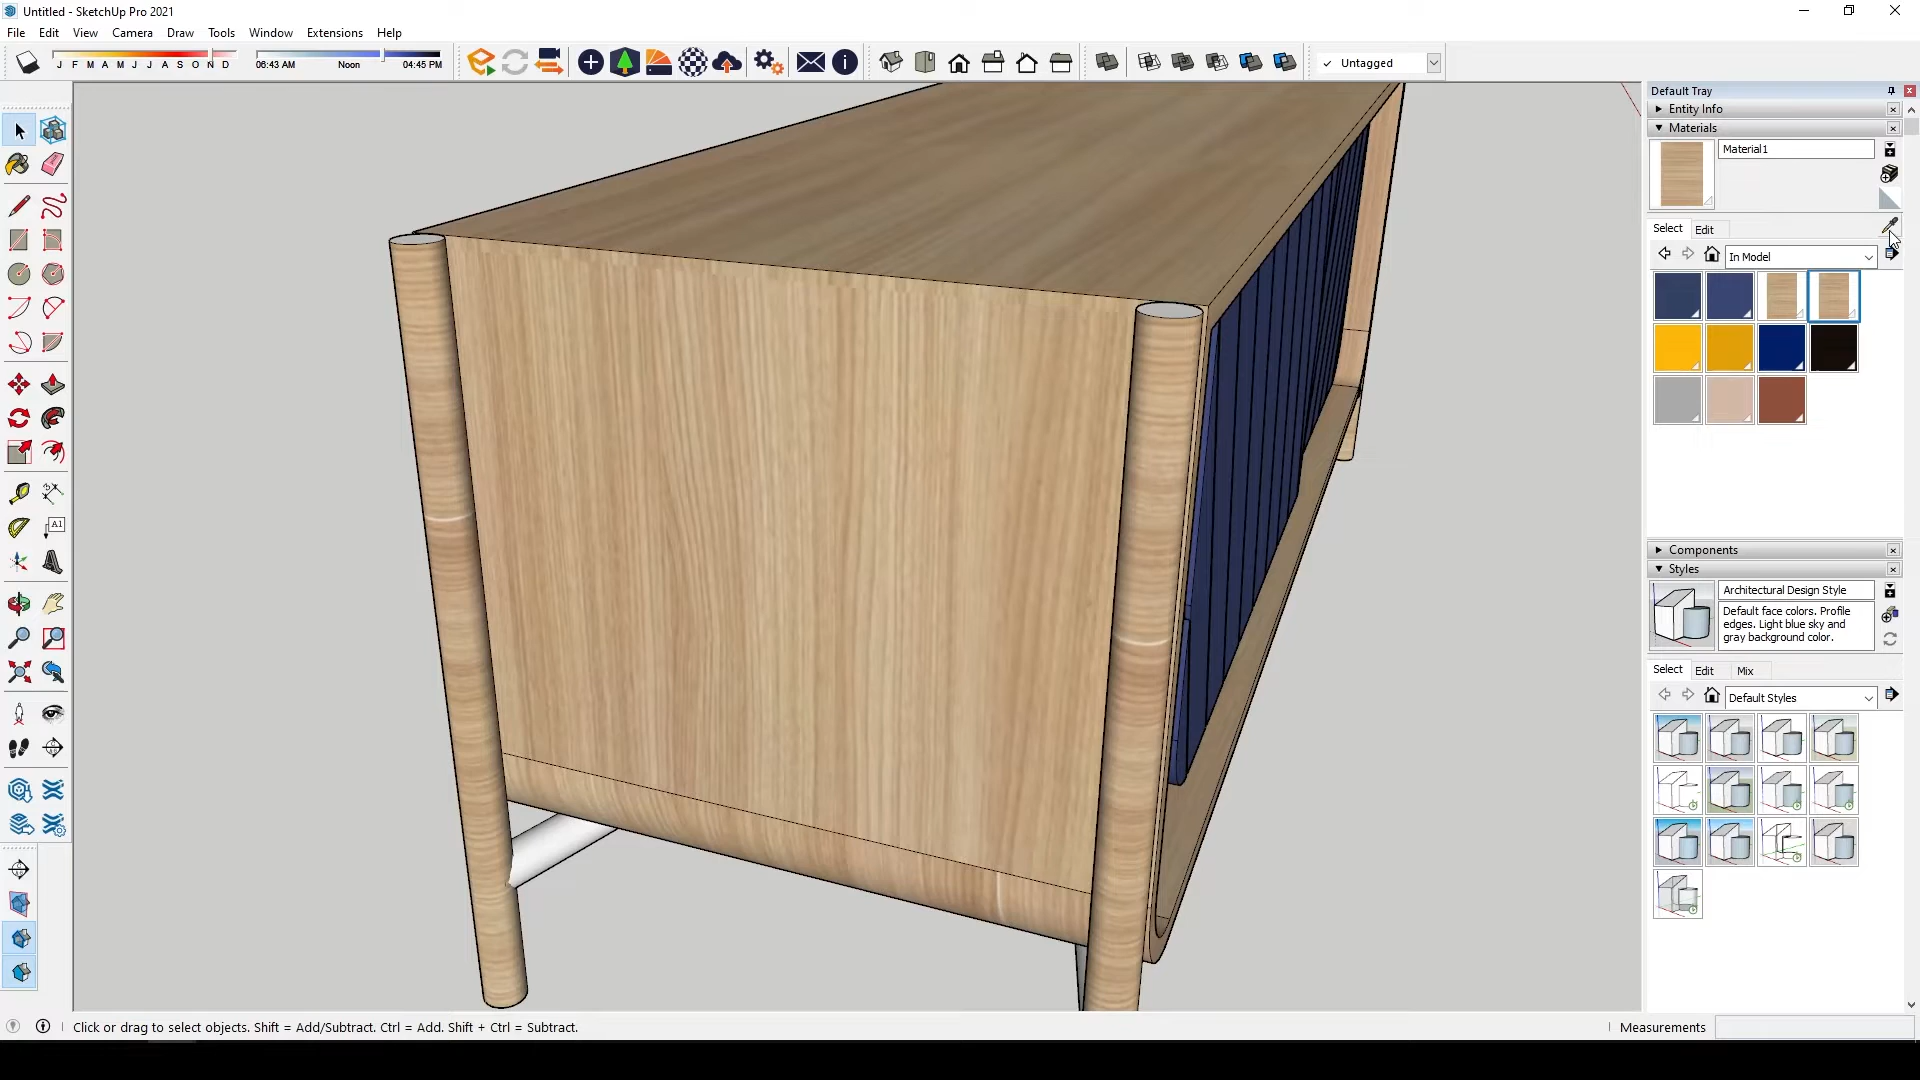 Untitled - SketchUp Pro 2021
File Edit View Camera Draw Tools Window Extensions Help
J F M A M J J A S O N D 06:43 AM Noon 04:45 PM Untagged
Default Tray
Entity Info
Materials
Material1
Select Edit
In Model
A1
Components
Styles
Architectural Design Style
Default face colors. Profile
edges. Light blue sky and
gray background color.
Select Edit Mix
Default Styles
Click or drag to select objects. Shift = Add/Subtract. Ctrl = Add. Shift + Ctrl = Subtract. Measurements